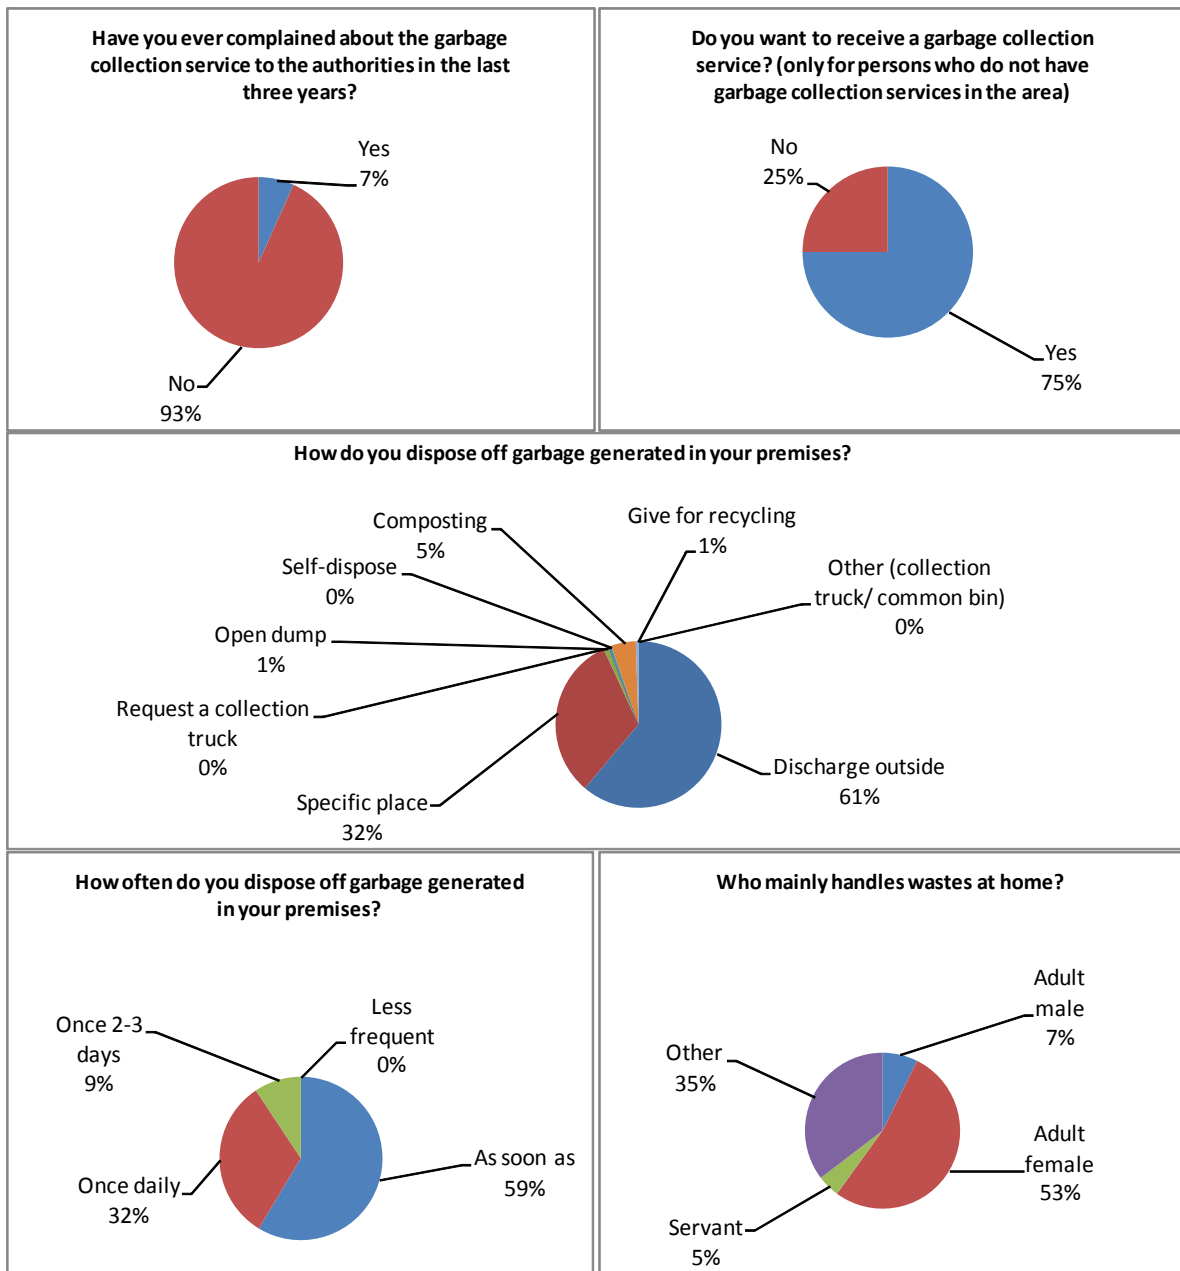 Have you ever complained about the garbage
collection service to the authorities in the last
three years?
Yes
7%
No
93%
Do you want to receive a garbage collection
service? (only for persons who do not have
garbage collection services in the area)
No
25%
Yes
75%
How do you dispose off garbage generated in your premises?
Composting
5%
Give for recycling
1%
Self-dispose
0%
Other (collection
truck/ common bin)
0%
Open dump
1%
Request a collection
truck
0%
Specific place
32%
Discharge outside
61%
How often do you dispose off garbage generated
in your premises?
Less
frequent
0%
Once 2-3
days
9%
As soon as
59%
Once daily
32%
Who mainly handles wastes at home?
Adult
male
7%
Other
35%
Adult
female
53%
Servant
5%